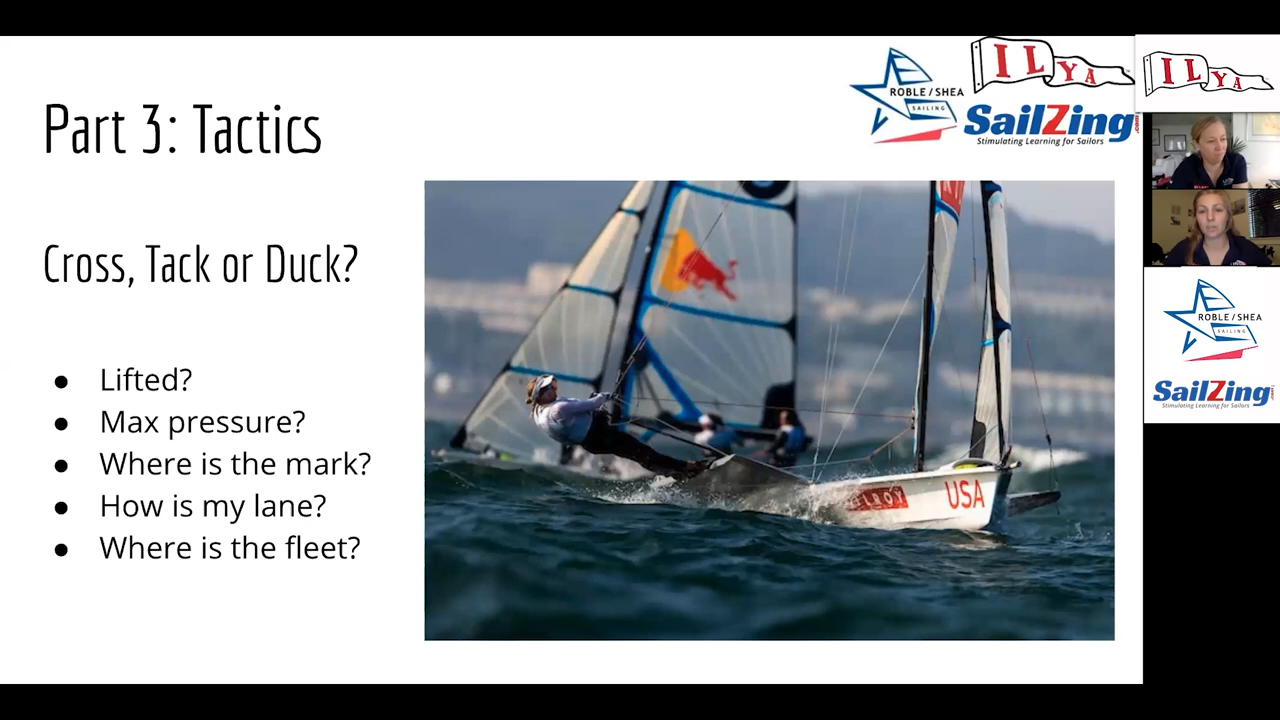 Part 3: Tactics
Cross, Tack or Duck?
● Lifted?
● Max pressure?
● Where is the mark?
● How is my lane?
● Where is the fleet?
ROBLE / SHEA
SAILING
ILYA
SailZing
Stimulating Learning for Sailors
USA
ILYA
ROBLE / SHEA
SAILING
SailZing
Stimulating Learning for Sailors